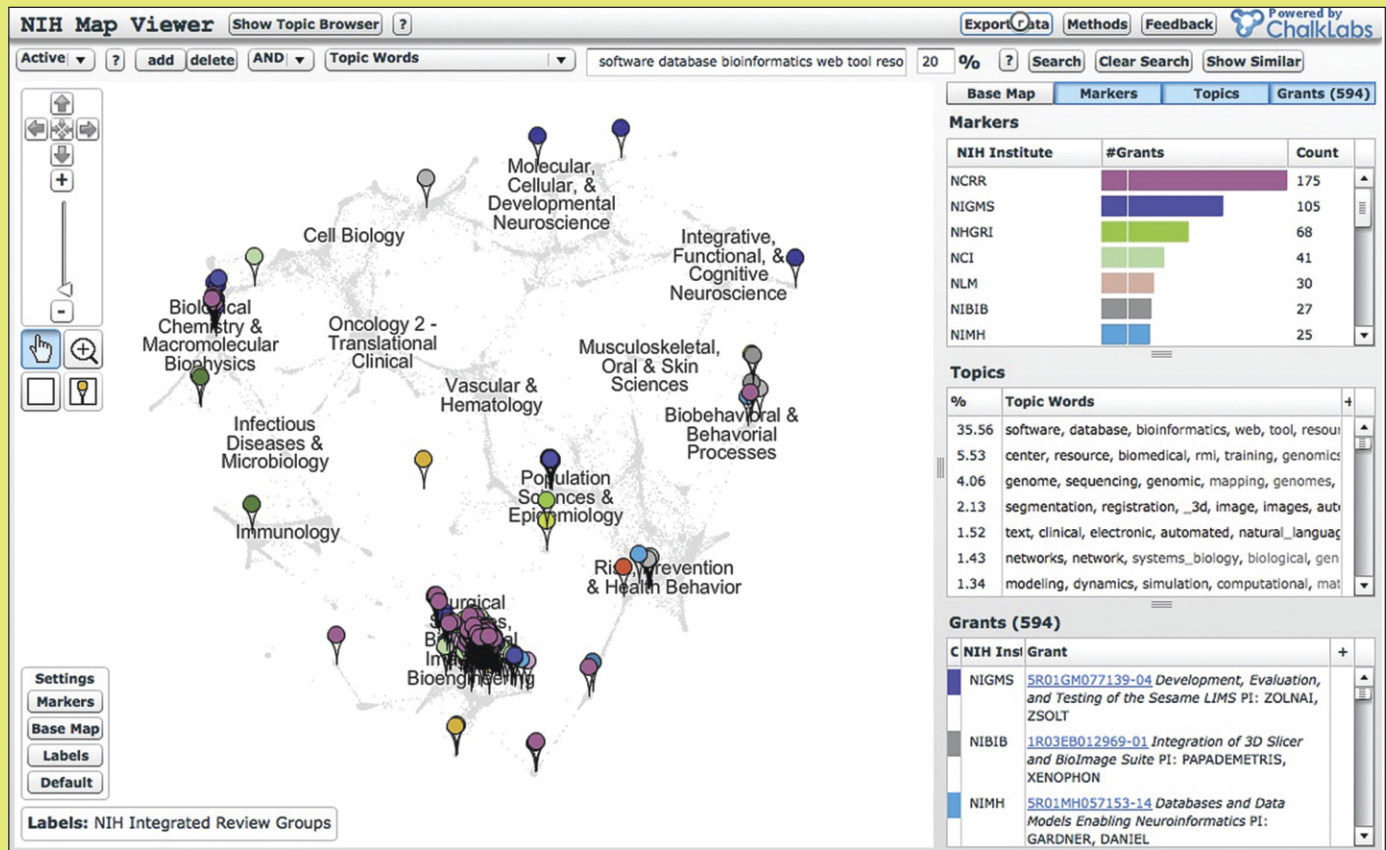 NIH Map Viewer Show Topic Browser ? Export Data Methods Feedback Powered by ChalkLabs
Active ? add delete AND Topic Words software database bioinformatics web tool reso 20 % ? Search Clear Search Show Similar
Base Map Markers Topics Grants (594)
Markers
NIH Institute #Grants Count
NCRR 175
NIGMS 105
NHGRI 68
NCI 41
NLM 30
NIBIB 27
NIMH 25
Topics
% Topic Words +
35.56 software, database, bioinformatics, web, tool, resour
5.53 center, resource, biomedical, rmi, training, genomics
4.06 genome, sequencing, genomic, mapping, genomes,
2.13 segmentation, registration, _3d, image, images, auto
1.52 text, clinical, electronic, automated, natural_languag
1.43 networks, network, systems_biology, biological, gen
1.34 modeling, dynamics, simulation, computational, mat
Grants (594)
C NIH Inst Grant +
NIGMS 5R01GM077139-04 Development, Evaluation,
and Testing of the Sesame LIMS PI: ZOLNAI,
ZSOLT
NIBIB 1R03EB012969-01 Integration of 3D Slicer
and BioImage Suite PI: PAPADEMETRIS,
XENOPHON
NIMH 5R01MH057153-14 Databases and Data
Models Enabling Neuroinformatics PI:
GARDNER, DANIEL
+
-
Molecular,
Cellular, &
Developmental
Neuroscience
Cell Biology
Integrative,
Functional, &
Cognitive
Neuroscience
Biological
Chemistry &
Macromolecular
Biophysics
Oncology 2 -
Translational
Clinical
Musculoskeletal,
Oral & Skin
Sciences
Vascular &
Hematology
Biobehavioral &
Behavorial
Processes
Infectious
Diseases &
Microbiology
Population
Sciences &
Epidemiology
Immunology
Risk, Prevention
& Health Behavior
Surgical
Bioengineering
Settings
Markers
Base Map
Labels
Default
Labels: NIH Integrated Review Groups